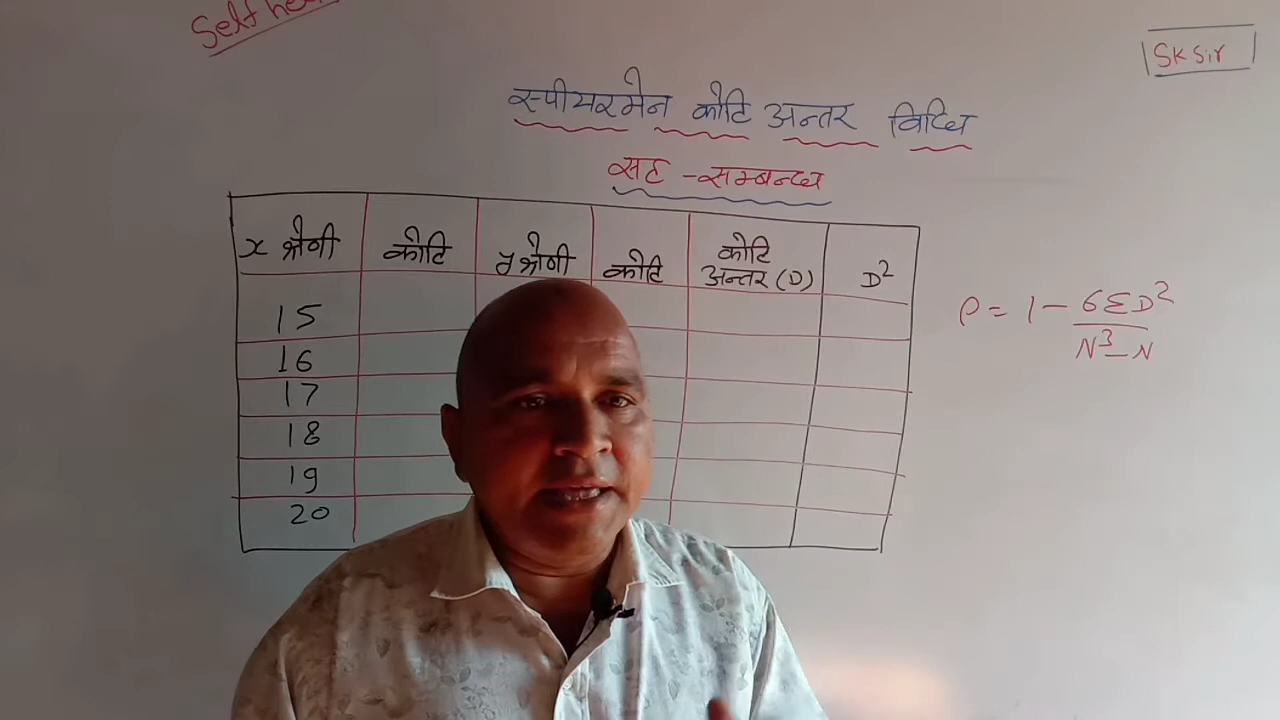 Self
SK Sir
स्पीयरमेन कोटि अन्तर विधि
सह-सम्बन्ध
x श्रेणी कोटि y श्रेणी कोटि कोटि अन्तर (D) D²
15
16
17
18
19
20
ρ = 1 - 6ΣD² / N³-N